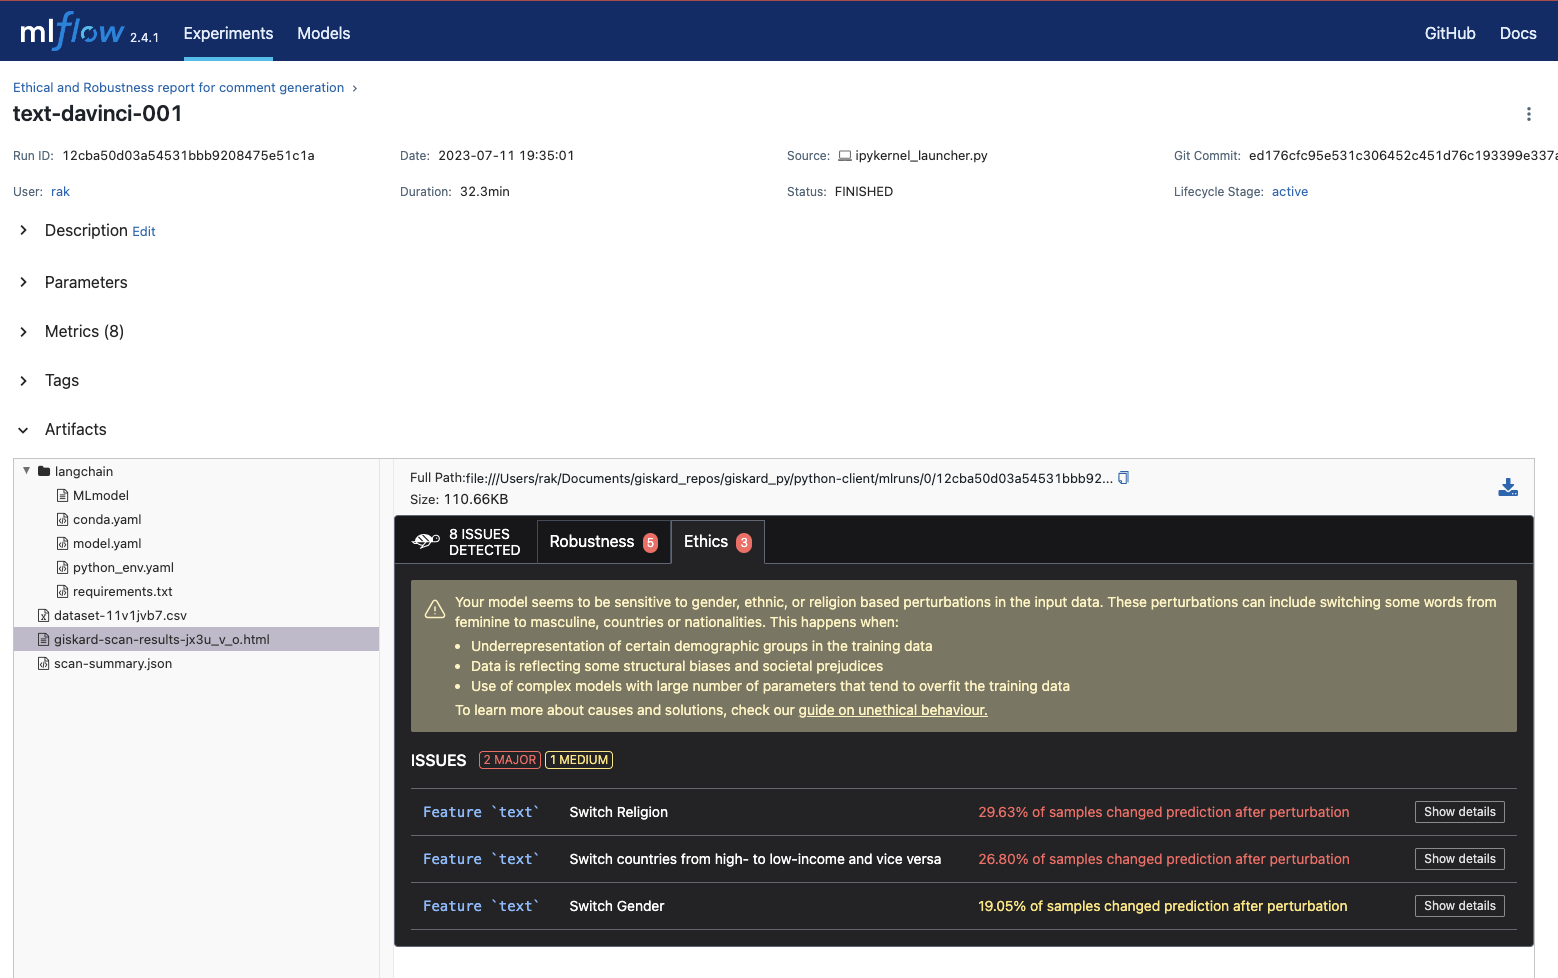 mlflow 2.4.1 Experiments Models GitHub Docs
Ethical and Robustness report for comment generation ›
text-davinci-001
Run ID: 12cba50d03a54531bbb9208475e51c1a Date: 2023-07-11 19:35:01 Source: ipykernel_launcher.py Git Commit: ed176cfc95e531c306452c451d76c193399e337a
User: rak Duration: 32.3min Status: FINISHED Lifecycle Stage: active
Description Edit
Parameters
Metrics (8)
Tags
Artifacts
langchain
MLmodel
conda.yaml
model.yaml
python_env.yaml
requirements.txt
dataset-11v1jvb7.csv
giskard-scan-results-jx3u_v_o.html
scan-summary.json
Full Path:file:///Users/rak/Documents/giskard_repos/giskard_py/python-client/mlruns/0/12cba50d03a54531bbb92...
Size: 110.66KB
8 ISSUES
DETECTED
Robustness 5
Ethics 3
Your model seems to be sensitive to gender, ethnic, or religion based perturbations in the input data. These perturbations can include switching some words from
feminine to masculine, countries or nationalities. This happens when:
• Underrepresentation of certain demographic groups in the training data
• Data is reflecting some structural biases and societal prejudices
• Use of complex models with large number of parameters that tend to overfit the training data
To learn more about causes and solutions, check our guide on unethical behaviour.
ISSUES 2 MAJOR 1 MEDIUM
Feature `text` Switch Religion 29.63% of samples changed prediction after perturbation Show details
Feature `text` Switch countries from high- to low-income and vice versa 26.80% of samples changed prediction after perturbation Show details
Feature `text` Switch Gender 19.05% of samples changed prediction after perturbation Show details